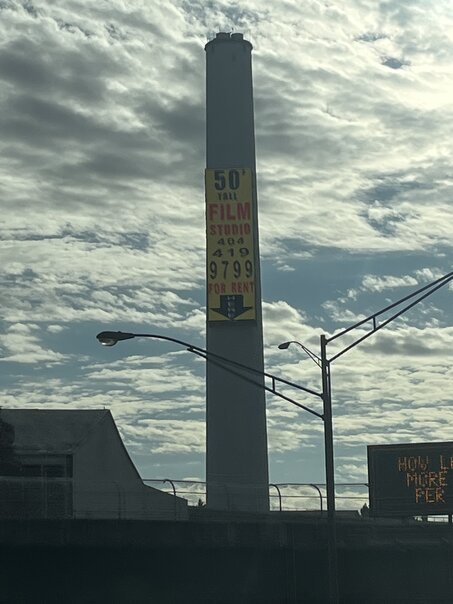 50'
TALL
FILM
STUDIO
404
419
9799
FOR RENT
HOW
MORE
PER